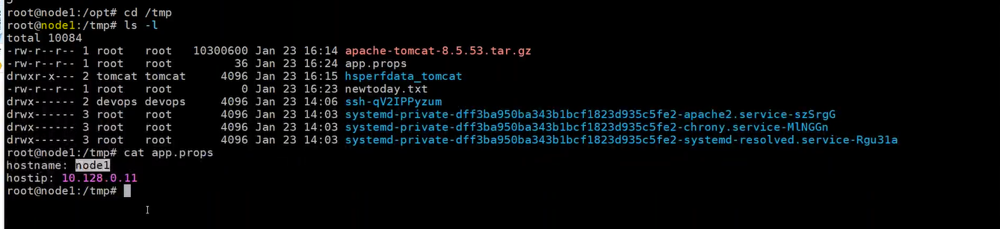 root@node1:/opt# cd /tmp
root@node1:/tmp# ls -l
total 10084
-rw-r--r-- 1 root   root   10300600 Jan 23 16:14 apache-tomcat-8.5.53.tar.gz
-rw-r--r-- 1 root   root         36 Jan 23 16:24 app.props
drwxr-x--- 2 tomcat tomcat     4096 Jan 23 16:15 hsperfdata_tomcat
-rw-r--r-- 1 root   root          0 Jan 23 16:23 newtoday.txt
drwx------ 2 devops devops     4096 Jan 23 14:06 ssh-qV2IPPyzum
drwx------ 3 root   root       4096 Jan 23 14:03 systemd-private-dff3ba950ba343b1bcf1823d935c5fe2-apache2.service-szSrgG
drwx------ 3 root   root       4096 Jan 23 14:03 systemd-private-dff3ba950ba343b1bcf1823d935c5fe2-chrony.service-MlNGGn
drwx------ 3 root   root       4096 Jan 23 14:03 systemd-private-dff3ba950ba343b1bcf1823d935c5fe2-systemd-resolved.service-Rgu31a
root@node1:/tmp# cat app.props
hostname: node1
hostip: 10.128.0.11
root@node1:/tmp#